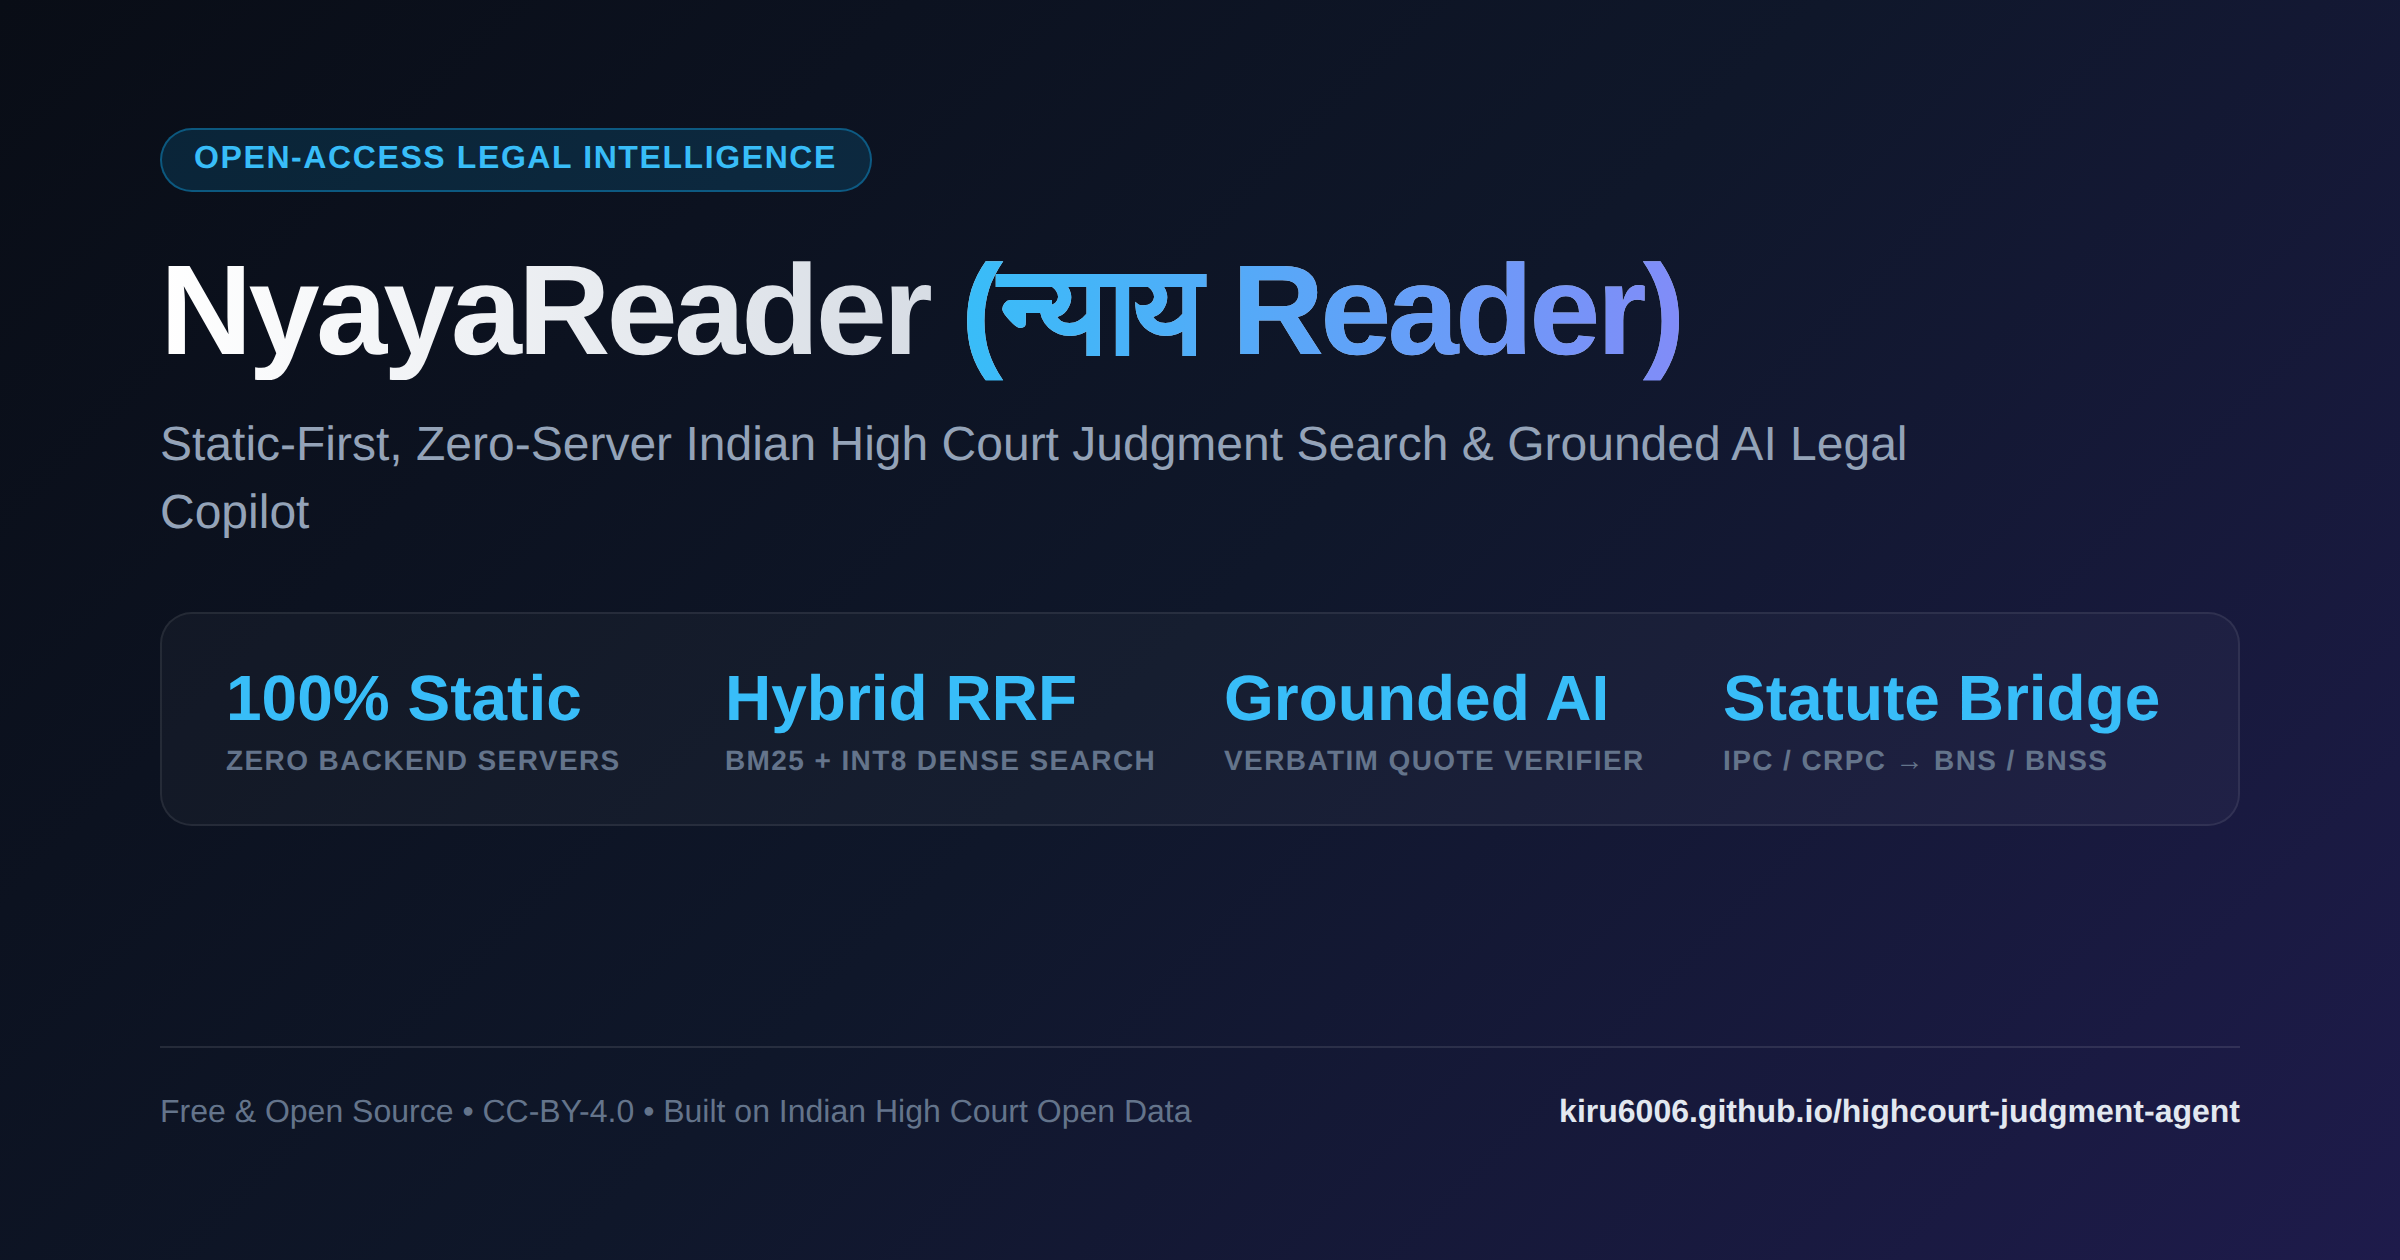 OPEN-ACCESS LEGAL INTELLIGENCE
NyayaReader (न्याय Reader)
Static-First, Zero-Server Indian High Court Judgment Search & Grounded AI Legal
Copilot
100% Static
ZERO BACKEND SERVERS
Hybrid RRF
BM25 + INT8 DENSE SEARCH
Grounded AI
VERBATIM QUOTE VERIFIER
Statute Bridge
IPC / CRPC → BNS / BNSS
Free & Open Source • CC-BY-4.0 • Built on Indian High Court Open Data
kiru6006.github.io/highcourt-judgment-agent